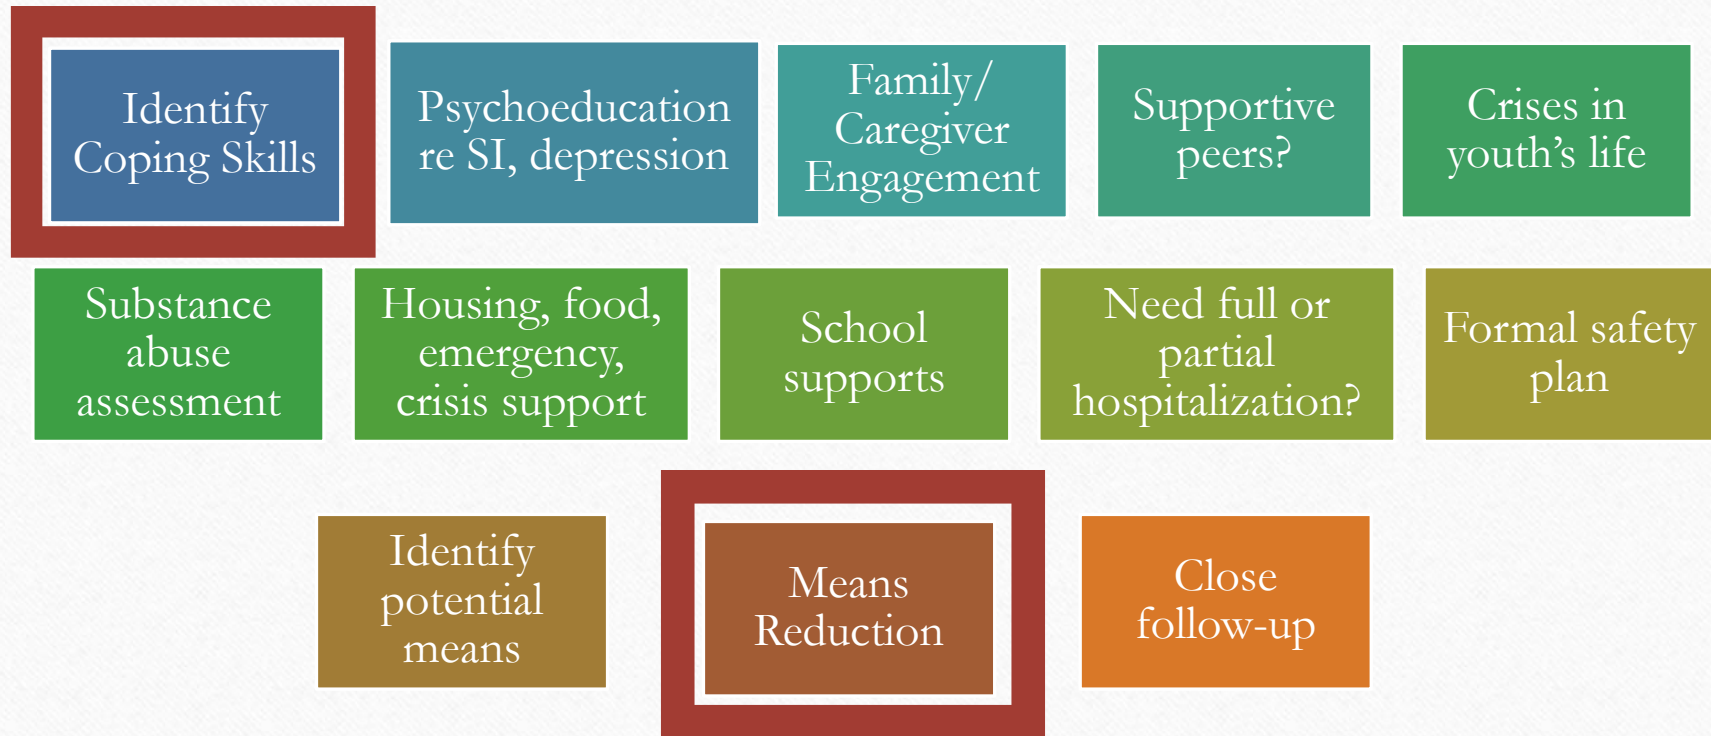 Identify
Coping Skills
Psychoeducation
re SI, depression
Family/
Caregiver
Engagement
Supportive
peers?
Crises in
youth’s life
Substance
abuse
assessment
Housing, food,
emergency,
crisis support
School
supports
Need full or
partial
hospitalization?
Formal safety
plan
Identify
potential
means
Means
Reduction
Close
follow-up